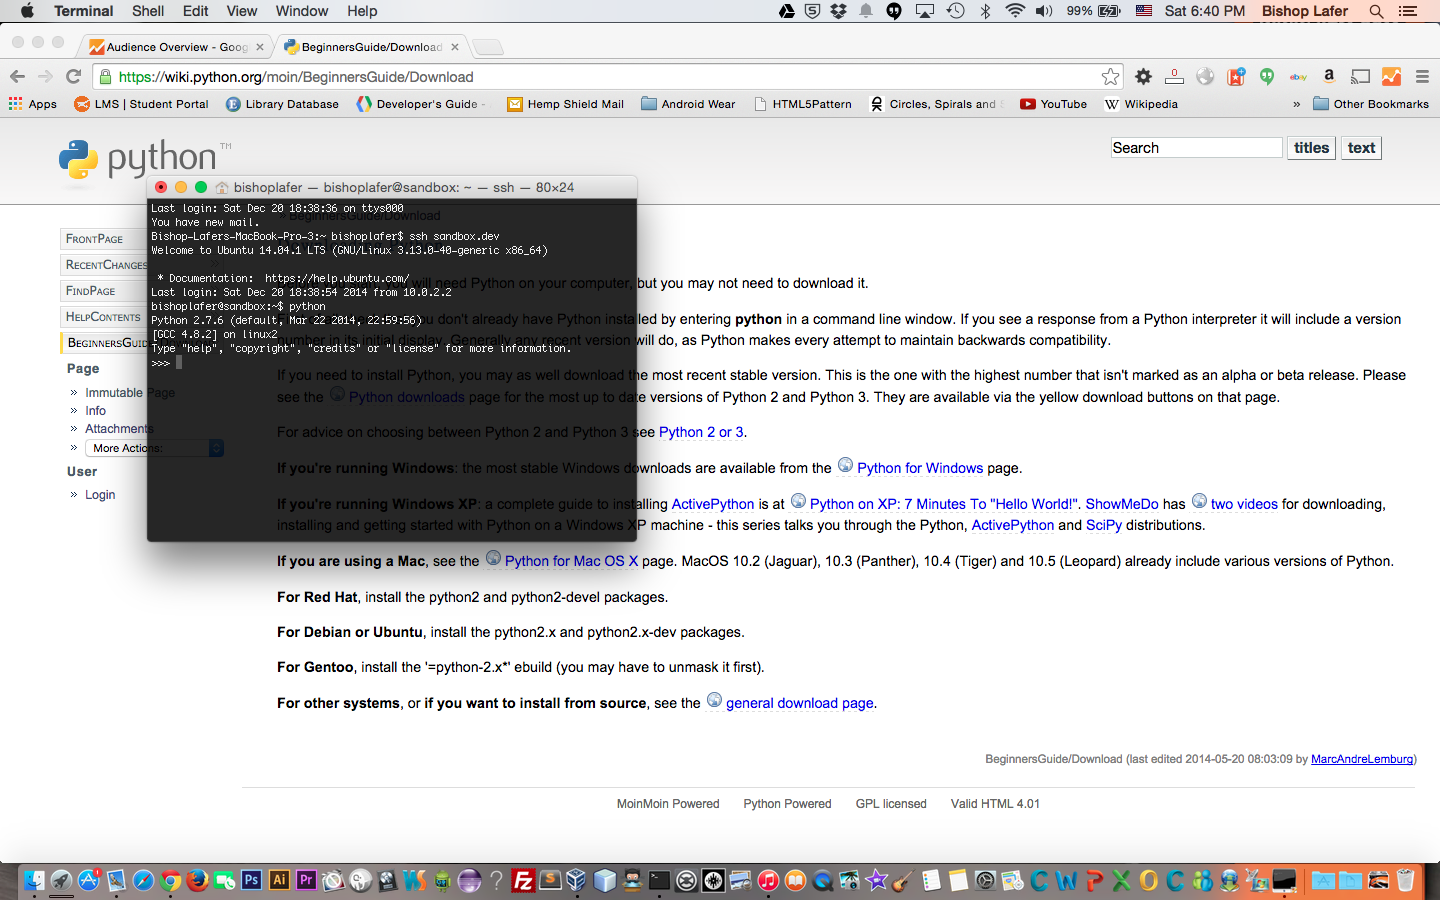 Terminal Shell Edit View Window Help 99% Sat 6:40 PM Bishop Lafer
Audience Overview - Goog × BeginnersGuide/Download ×
https://wiki.python.org/moin/BeginnersGuide/Download
Apps LMS | Student Portal Library Database Developer's Guide - Hemp Shield Mail Android Wear HTML5Pattern Circles, Spirals and S YouTube Wikipedia » Other Bookmarks
python™
Search titles text
bishoplafer — bishoplafer@sandbox: ~ — ssh — 80×24
Last login: Sat Dec 20 18:38:36 on ttys000
You have new mail.
Bishop-Lafers-MacBook-Pro-3:~ bishoplafer$ ssh sandbox.dev
Welcome to Ubuntu 14.04.1 LTS (GNU/Linux 3.13.0-40-generic x86_64)
* Documentation: https://help.ubuntu.com/
Last login: Sat Dec 20 18:38:54 2014 from 10.0.2.2
bishoplafer@sandbox:~$ python
Python 2.7.6 (default, Mar 22 2014, 22:59:56)
[GCC 4.8.2] on linux2
Type "help", "copyright", "credits" or "license" for more information.
>>>
FrontPage
RecentChanges
FindPage
HelpContents
BeginnersGuide
Page
» Immutable Page
» Info
» Attachments
» More Actions:
User
» Login
BeginnersGuide/Download
will need Python on your computer, but you may not need to download it.
you don't already have Python installed by entering python in a command line window. If you see a response from a Python interpreter it will include a version
number in its initial display. Generally any recent version will do, as Python makes every attempt to maintain backwards compatibility.
If you need to install Python, you may as well download the most recent stable version. This is the one with the highest number that isn't marked as an alpha or beta release. Please
see the Python downloads page for the most up to date versions of Python 2 and Python 3. They are available via the yellow download buttons on that page.
For advice on choosing between Python 2 and Python 3 see Python 2 or 3.
If you're running Windows: the most stable Windows downloads are available from the Python for Windows page.
If you're running Windows XP: a complete guide to installing ActivePython is at Python on XP: 7 Minutes To "Hello World!". ShowMeDo has two videos for downloading,
installing and getting started with Python on a Windows XP machine - this series talks you through the Python, ActivePython and SciPy distributions.
If you are using a Mac, see the Python for Mac OS X page. MacOS 10.2 (Jaguar), 10.3 (Panther), 10.4 (Tiger) and 10.5 (Leopard) already include various versions of Python.
For Red Hat, install the python2 and python2-devel packages.
For Debian or Ubuntu, install the python2.x and python2.x-dev packages.
For Gentoo, install the '=python-2.x*' ebuild (you may have to unmask it first).
For other systems, or if you want to install from source, see the general download page.
BeginnersGuide/Download (last edited 2014-05-20 08:03:09 by MarcAndreLemburg)
MoinMoin Powered Python Powered GPL licensed Valid HTML 4.01